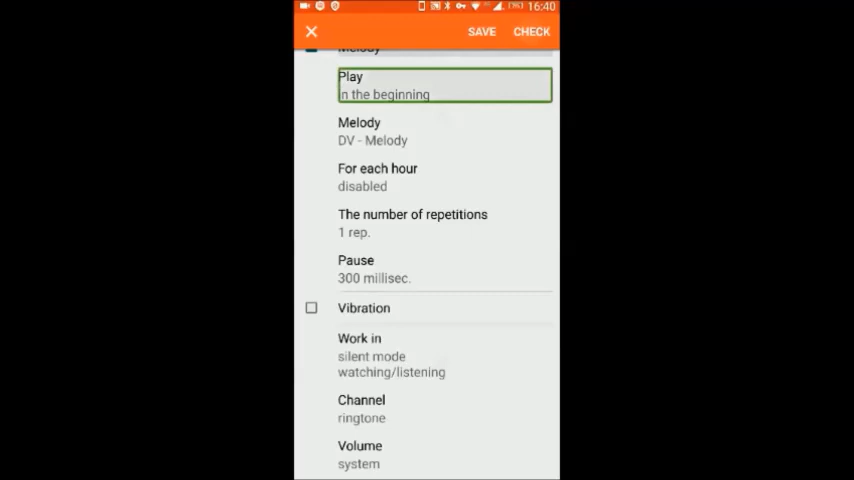 16:40
SAVE CHECK
Melody
Play
in the beginning
Melody
DV - Melody
For each hour
disabled
The number of repetitions
1 rep.
Pause
300 millisec.
Vibration
Work in
silent mode
watching/listening
Channel
ringtone
Volume
system